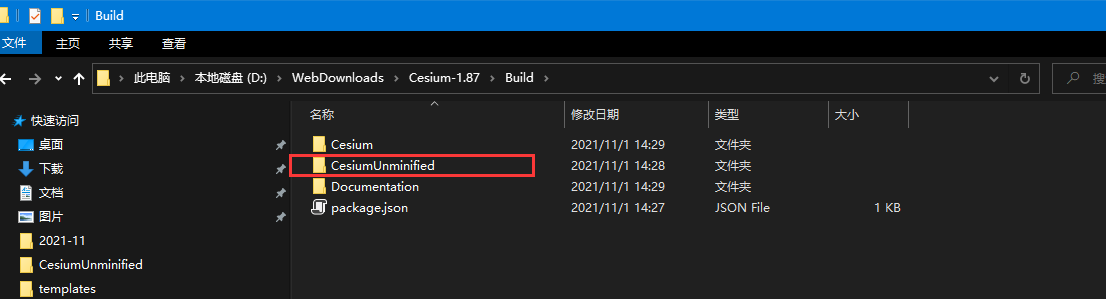 Build
文件 主页 共享 查看
此电脑 本地磁盘 (D:) WebDownloads Cesium-1.87 Build
名称 修改日期 类型 大小
快速访问
桌面
下载
文档
图片
2021-11
CesiumUnminified
templates
Cesium 2021/11/1 14:29 文件夹
CesiumUnminified 2021/11/1 14:28 文件夹
Documentation 2021/11/1 14:29 文件夹
package.json 2021/11/1 14:27 JSON File 1 KB